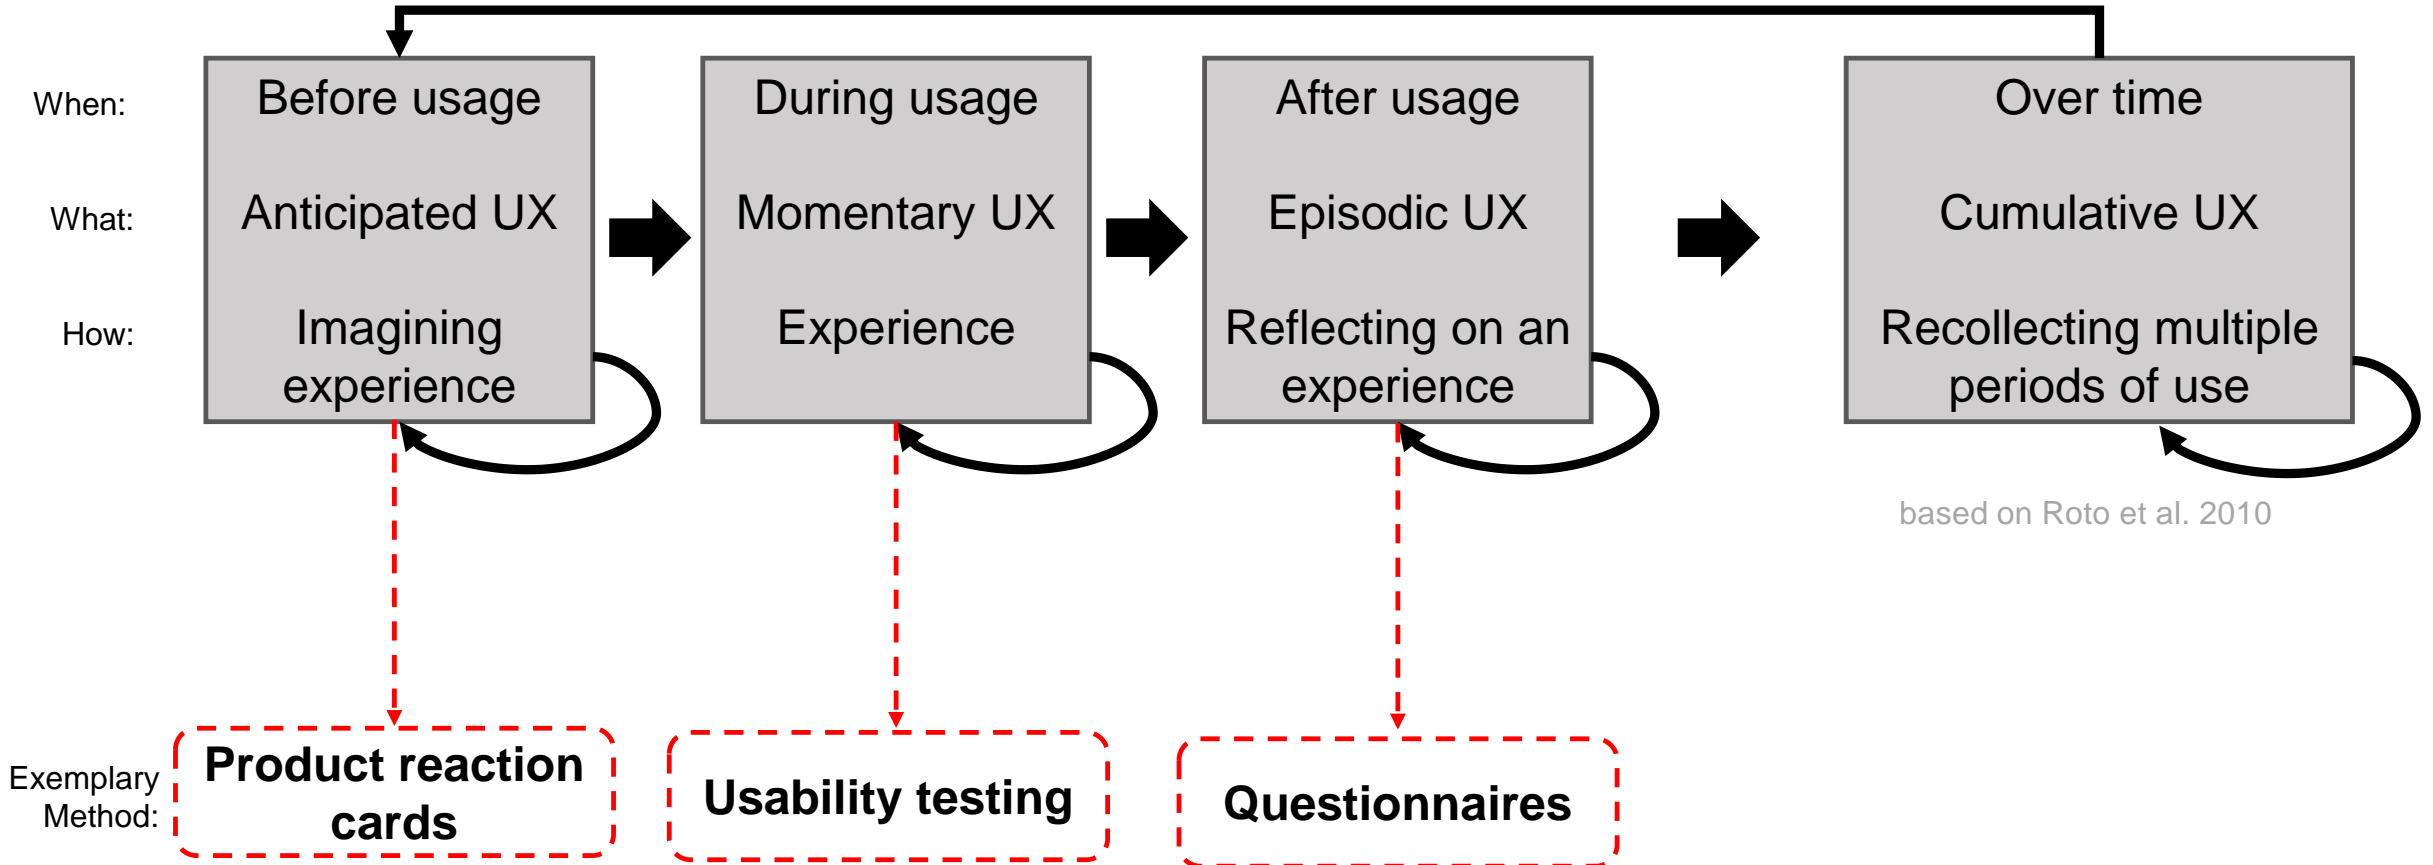 When:
Before usage
During usage
After usage
Over time
What:
Anticipated UX
Momentary UX
Episodic UX
Cumulative UX
How:
Imagining
experience
Experience
Reflecting on an
experience
Recollecting multiple
periods of use
based on Roto et al. 2010
Exemplary
Method:
Product reaction
cards
Usability testing
Questionnaires